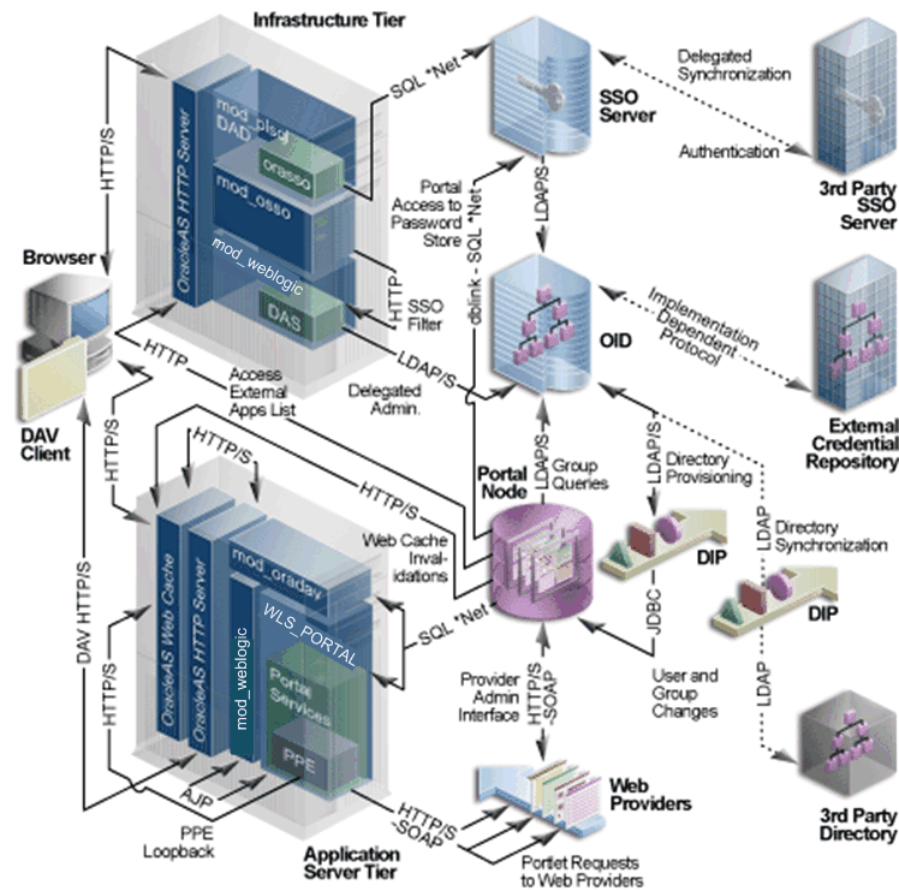 Infrastructure Tier
HTTP/S
OracleAS HTTP Server
mod_plsql
DAD
orasso
mod_osso
mod_weblogic
DAS
SQL *Net
SSO
Server
Delegated
Synchronization
Authentication
3rd Party
SSO
Server
Portal
Access to
Password
Store
dblink - SQL *Net
LDAP/S
Browser
DAV
Client
HTTP
SSO
Filter
HTTP
LDAP/S
Access
External
Apps List
Delegated
Admin.
OID
Implementation
Dependent
Protocol
External
Credential
Repository
HTTP/S
HTTP/S
HTTP/S
Portal
Node
LDAP/S
Group
Queries
LDAP/S
Directory
Provisioning
DIP
LDAP
Directory
Synchronization
DIP
Web Cache
Inval-
idations
DAV HTTP/S
HTTP/S
OracleAS Web Cache
OracleAS HTTP Server
mod_oraday
mod_weblogic
WLS_PORTAL
Portal
Services
PPE
SQL *Net
JDBC
User and
Group
Changes
LDAP
Provider
Admin
Interface
HTTP/S
-SOAP
AJP
PPE
Loopback
Application
Server Tier
HTTP/S
-SOAP
Web
Providers
Portlet Requests
to Web Providers
3rd Party
Directory